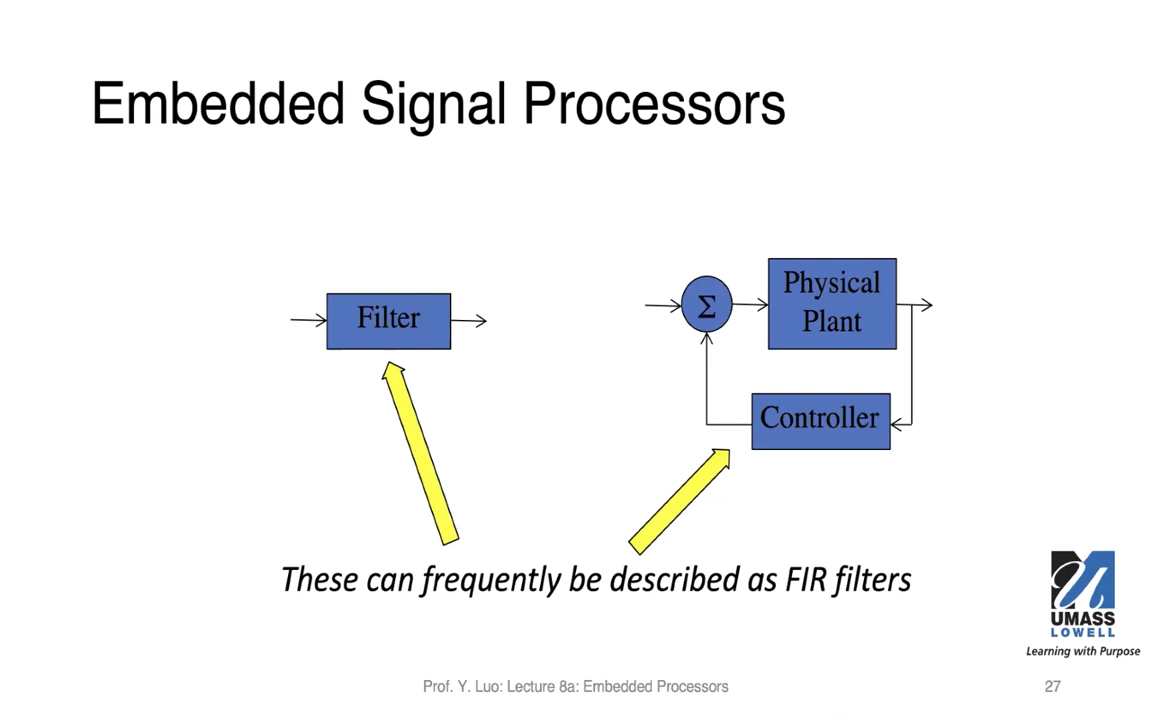 Embedded Signal Processors
Filter
Σ
Physical
Plant
Controller
These can frequently be described as FIR filters
UMASS
LOWELL
Learning with Purpose
Prof. Y. Luo: Lecture 8a: Embedded Processors
27